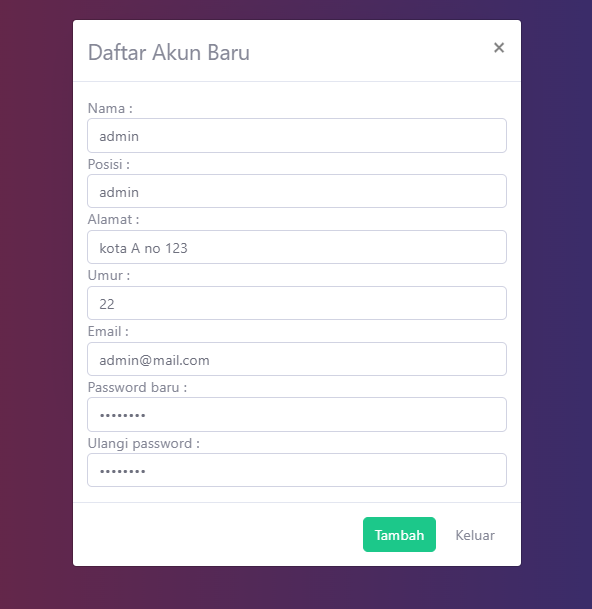 Daftar Akun Baru ×
Nama :
admin
Posisi :
admin
Alamat :
kota A no 123
Umur :
22
Email :
admin@mail.com
Password baru :
••••••••
Ulangi password :
••••••••
Tambah Keluar